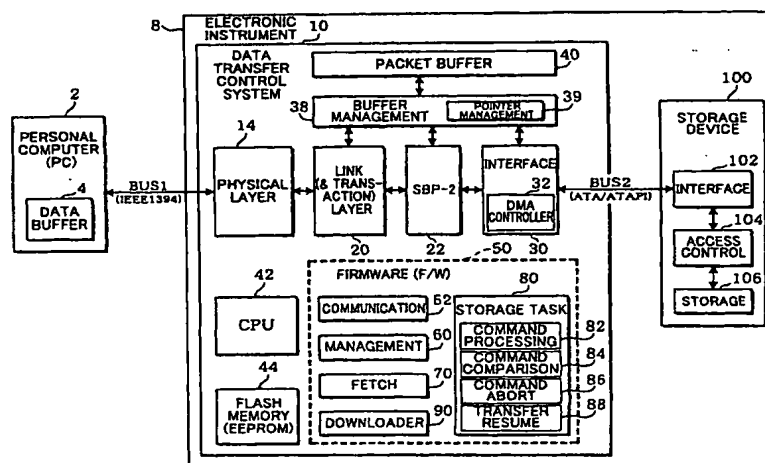 8
ELECTRONIC
INSTRUMENT
10
DATA
TRANSFER
CONTROL
SYSTEM
PACKET BUFFER
40
38
BUFFER
MANAGEMENT
POINTER
MANAGEMENT
39
2
PERSONAL
COMPUTER
(PC)
4
DATA
BUFFER
BUS1
(IEEE1394)
14
PHYSICAL
LAYER
LINK
(& TRANS-
ACTION)
LAYER
20
SBP-2
22
INTERFACE
32
DMA
CONTROLLER
30
BUS2
(ATA/ATAPI)
100
STORAGE
DEVICE
102
INTERFACE
104
ACCESS
CONTROL
106
STORAGE
42
CPU
44
FLASH
MEMORY
(EEPROM)
50
FIRMWARE (F/W)
COMMUNICATION
52
MANAGEMENT
60
FETCH
70
DOWNLOADER
90
80
STORAGE TASK
COMMAND
PROCESSING
82
COMMAND
COMPARISON
84
COMMAND
ABORT
86
TRANSFER
RESUME
88